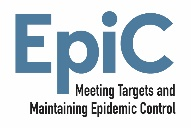 EpiC
Meeting Targets and
Maintaining Epidemic Control